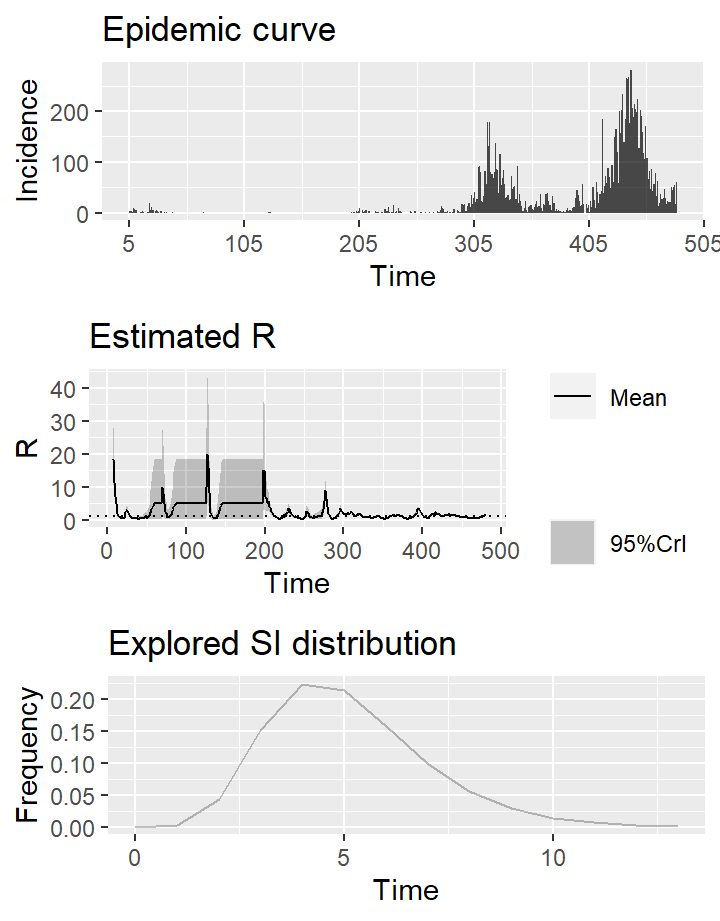 Epidemic curve
Incidence
200
100
0
5 105 205 305 405 505
Time
Estimated R
R
40
30
20
10
0
0 100 200 300 400 500
Time
Mean
95%CrI
Explored SI distribution
Frequency
0.20
0.15
0.10
0.05
0.00
0 5 10
Time